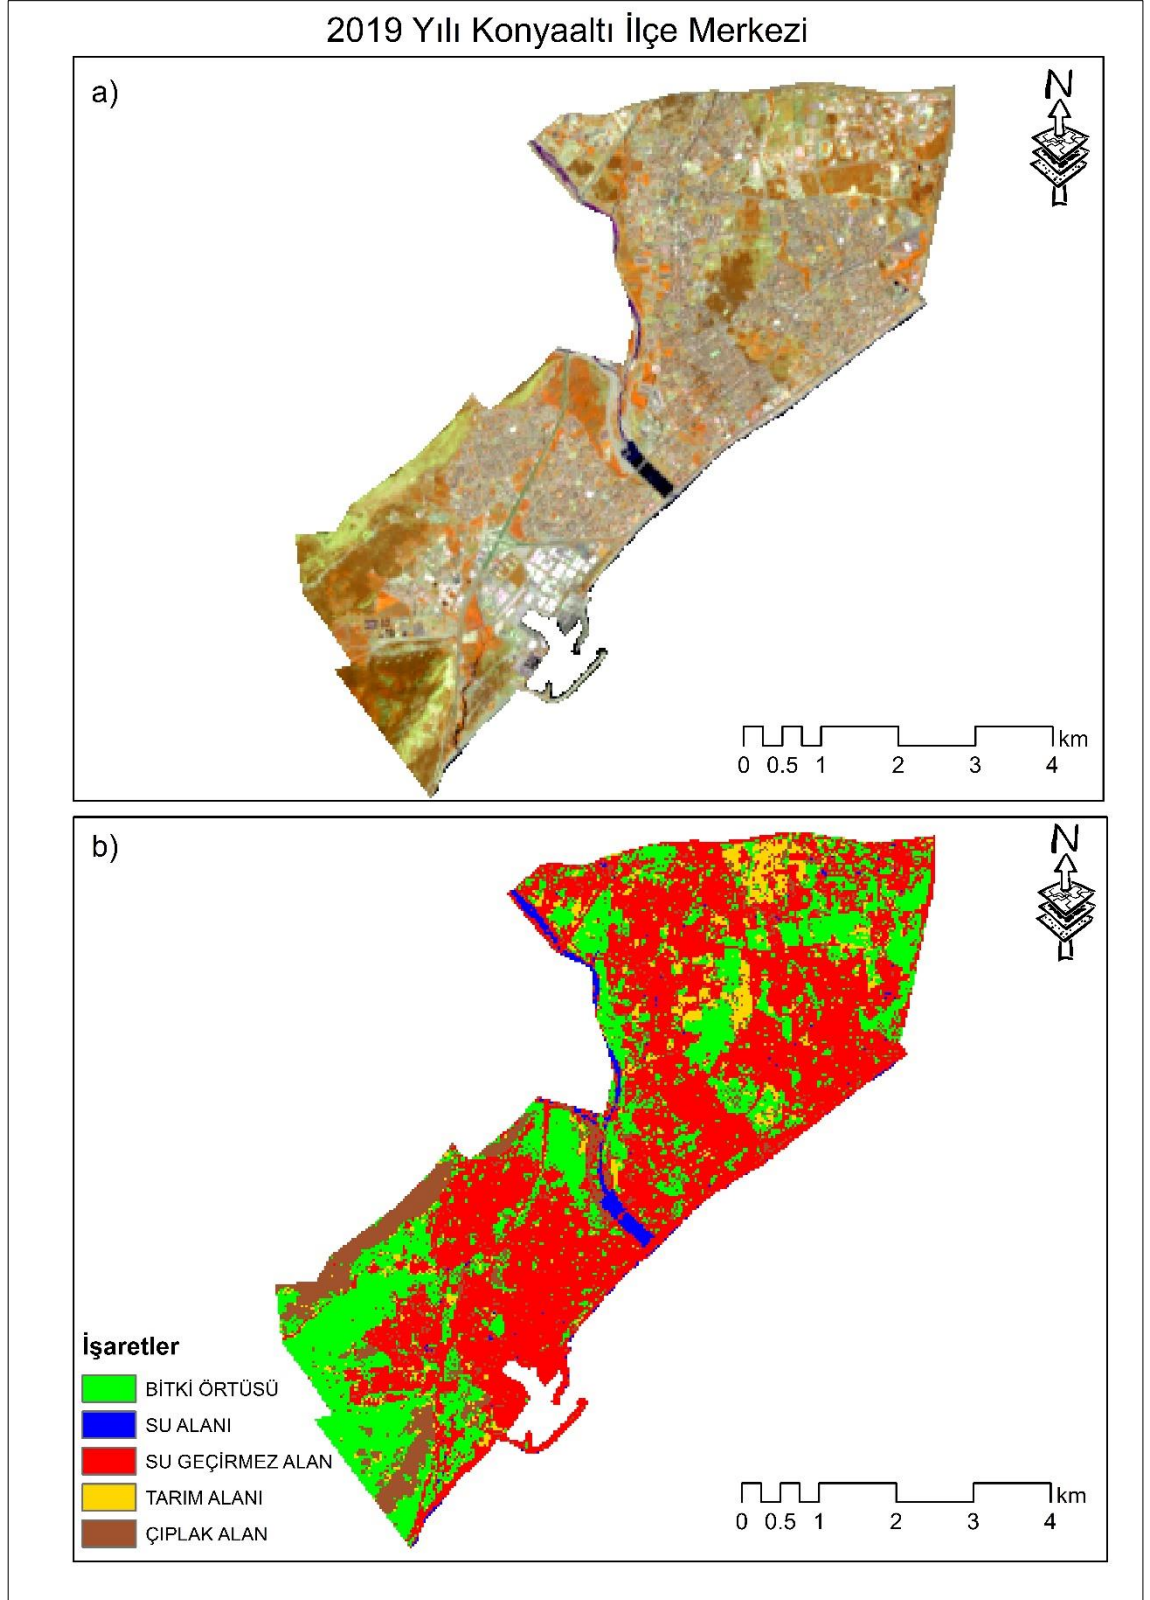 2019 Yılı Konyaaltı İlçe Merkezi
a)
N
km
0 0.5 1 2 3 4
b)
N
İşaretler
BİTKİ ÖRTÜSÜ
SU ALANI
SU GEÇİRMEZ ALAN
TARIM ALANI
ÇIPLAK ALAN
km
0 0.5 1 2 3 4